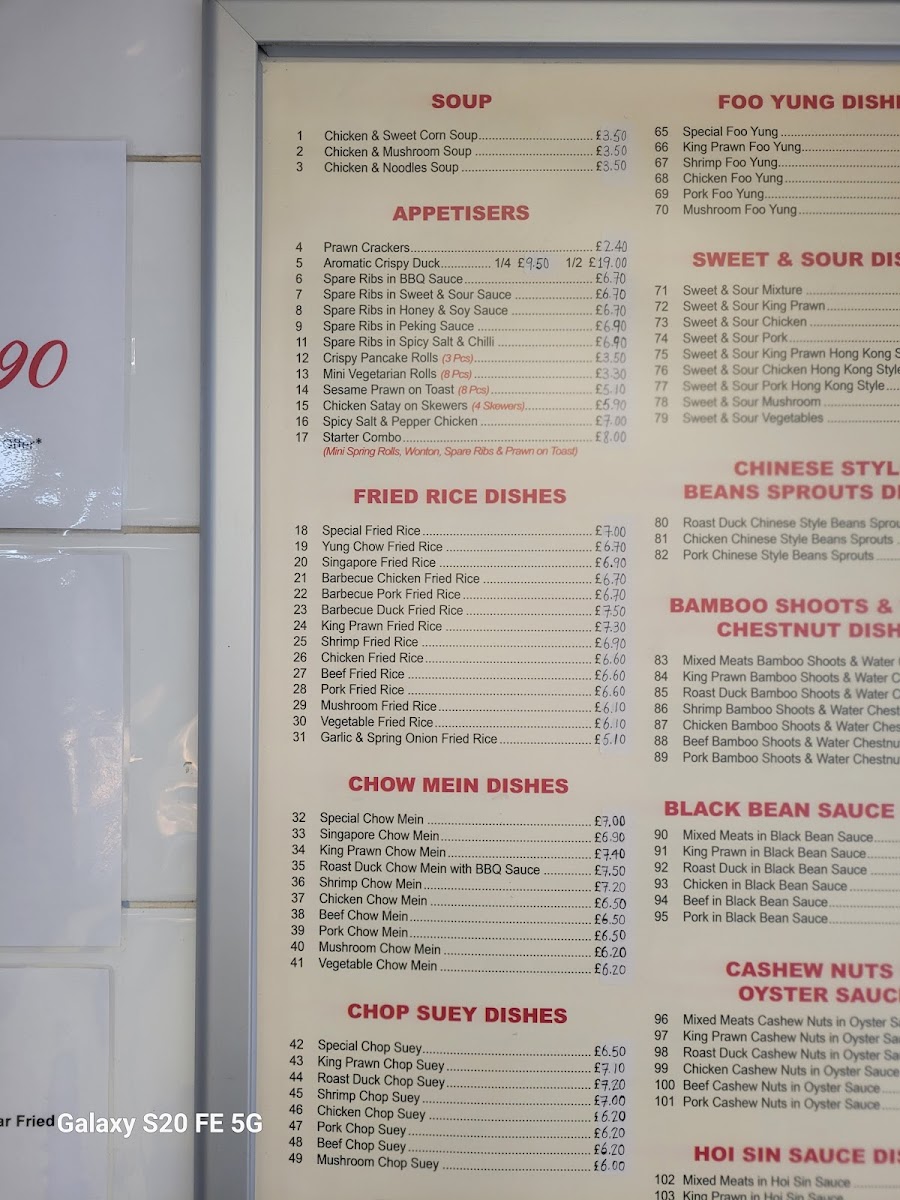 90
Offer*
ar Fried
SOUP
1 Chicken & Sweet Corn Soup £3.50
2 Chicken & Mushroom Soup £3.50
3 Chicken & Noodles Soup £3.50
APPETISERS
4 Prawn Crackers £2.40
5 Aromatic Crispy Duck 1/4 £9.50 1/2 £19.00
6 Spare Ribs in BBQ Sauce £6.70
7 Spare Ribs in Sweet & Sour Sauce £6.70
8 Spare Ribs in Honey & Soy Sauce £6.70
9 Spare Ribs in Peking Sauce £6.90
11 Spare Ribs in Spicy Salt & Chilli £6.90
12 Crispy Pancake Rolls (3 Pcs) £3.50
13 Mini Vegetarian Rolls (8 Pcs) £3.30
14 Sesame Prawn on Toast (8 Pcs) £5.10
15 Chicken Satay on Skewers (4 Skewers) £5.90
16 Spicy Salt & Pepper Chicken £7.00
17 Starter Combo £8.00
(Mini Spring Rolls, Wonton, Spare Ribs & Prawn on Toast)
FRIED RICE DISHES
18 Special Fried Rice £7.00
19 Yung Chow Fried Rice £6.70
20 Singapore Fried Rice £6.90
21 Barbecue Chicken Fried Rice £6.70
22 Barbecue Pork Fried Rice £6.70
23 Barbecue Duck Fried Rice £7.50
24 King Prawn Fried Rice £7.30
25 Shrimp Fried Rice £6.90
26 Chicken Fried Rice £6.60
27 Beef Fried Rice £6.60
28 Pork Fried Rice £6.60
29 Mushroom Fried Rice £6.10
30 Vegetable Fried Rice £6.10
31 Garlic & Spring Onion Fried Rice £5.10
CHOW MEIN DISHES
32 Special Chow Mein £7.00
33 Singapore Chow Mein £6.90
34 King Prawn Chow Mein £7.40
35 Roast Duck Chow Mein with BBQ Sauce £7.50
36 Shrimp Chow Mein £7.20
37 Chicken Chow Mein £6.50
38 Beef Chow Mein £6.50
39 Pork Chow Mein £6.50
40 Mushroom Chow Mein £6.20
41 Vegetable Chow Mein £6.20
CHOP SUEY DISHES
42 Special Chop Suey £6.50
43 King Prawn Chop Suey £7.10
44 Roast Duck Chop Suey £7.20
45 Shrimp Chop Suey £7.00
46 Chicken Chop Suey £6.20
47 Pork Chop Suey £6.20
48 Beef Chop Suey £6.20
49 Mushroom Chop Suey £6.00
FOO YUNG DISH
65 Special Foo Yung
66 King Prawn Foo Yung
67 Shrimp Foo Yung
68 Chicken Foo Yung
69 Pork Foo Yung
70 Mushroom Foo Yung
SWEET & SOUR DIS
71 Sweet & Sour Mixture
72 Sweet & Sour King Prawn
73 Sweet & Sour Chicken
74 Sweet & Sour Pork
75 Sweet & Sour King Prawn Hong Kong S
76 Sweet & Sour Chicken Hong Kong Style
77 Sweet & Sour Pork Hong Kong Style
78 Sweet & Sour Mushroom
79 Sweet & Sour Vegetables
CHINESE STYL
BEANS SPROUTS D
80 Roast Duck Chinese Style Beans Sprou
81 Chicken Chinese Style Beans Sprouts
82 Pork Chinese Style Beans Sprouts
BAMBOO SHOOTS &
CHESTNUT DISH
83 Mixed Meats Bamboo Shoots & Water
84 King Prawn Bamboo Shoots & Water C
85 Roast Duck Bamboo Shoots & Water C
86 Shrimp Bamboo Shoots & Water Chest
87 Chicken Bamboo Shoots & Water Ches
88 Beef Bamboo Shoots & Water Chestnu
89 Pork Bamboo Shoots & Water Chestnu
BLACK BEAN SAUCE
90 Mixed Meats in Black Bean Sauce
91 King Prawn in Black Bean Sauce
92 Roast Duck in Black Bean Sauce
93 Chicken in Black Bean Sauce
94 Beef in Black Bean Sauce
95 Pork in Black Bean Sauce
CASHEW NUTS
OYSTER SAUC
96 Mixed Meats Cashew Nuts in Oyster Sa
97 King Prawn Cashew Nuts in Oyster Sa
98 Roast Duck Cashew Nuts in Oyster Sa
99 Chicken Cashew Nuts in Oyster Sauce
100 Beef Cashew Nuts in Oyster Sauce
101 Pork Cashew Nuts in Oyster Sauce
HOI SIN SAUCE DI
102 Mixed Meats in Hoi Sin Sauce
103 King Prawn in Hoi Sin Sauce
Galaxy S20 FE 5G